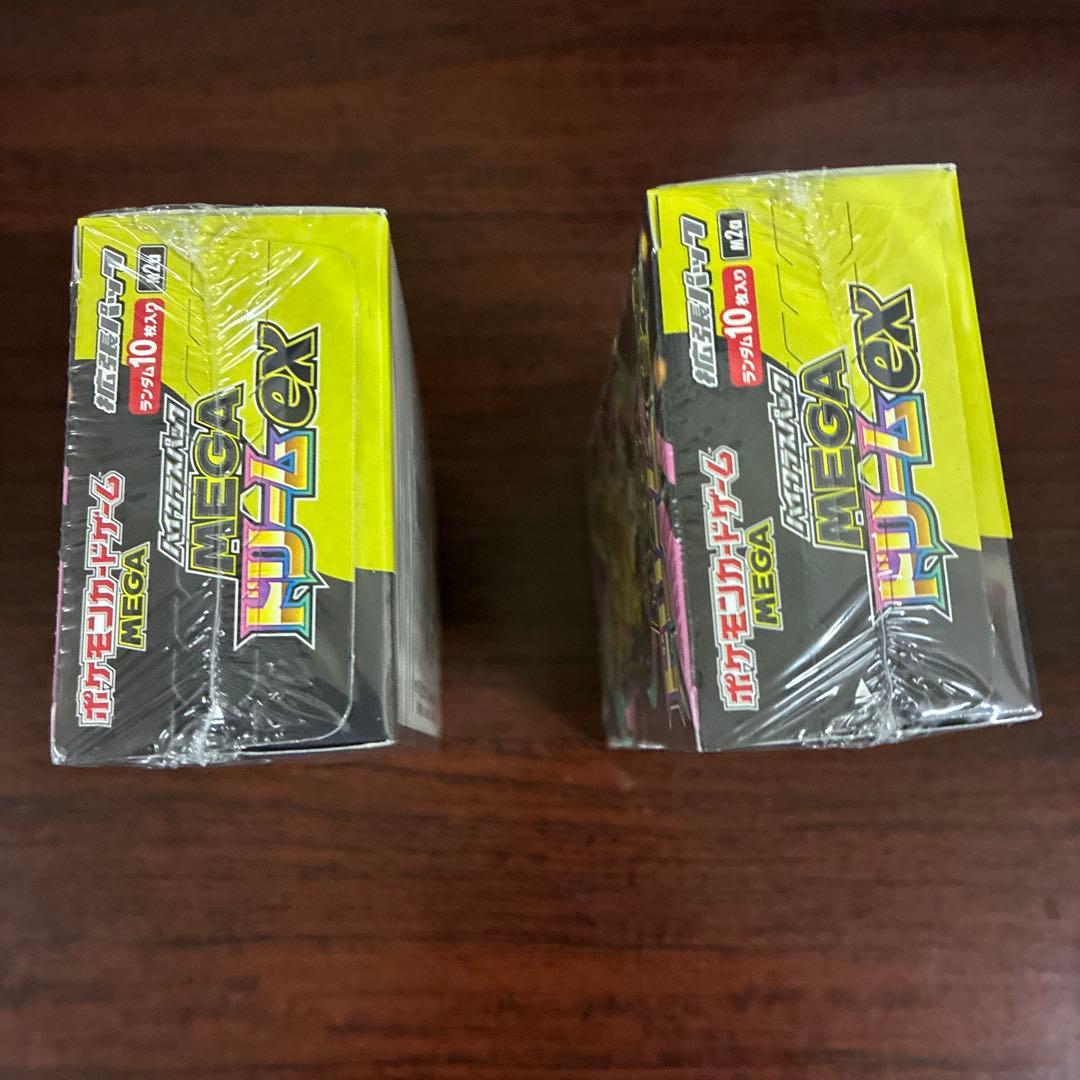 拡張パック
ランダム10枚入り
M2a
ポケモンカードゲーム
MEGA
ハイクラスパック
MEGA
ドリームex
拡張パック
ランダム10枚入り
M2a
ポケモンカードゲーム
MEGA
ハイクラスパック
MEGA
ドリームex